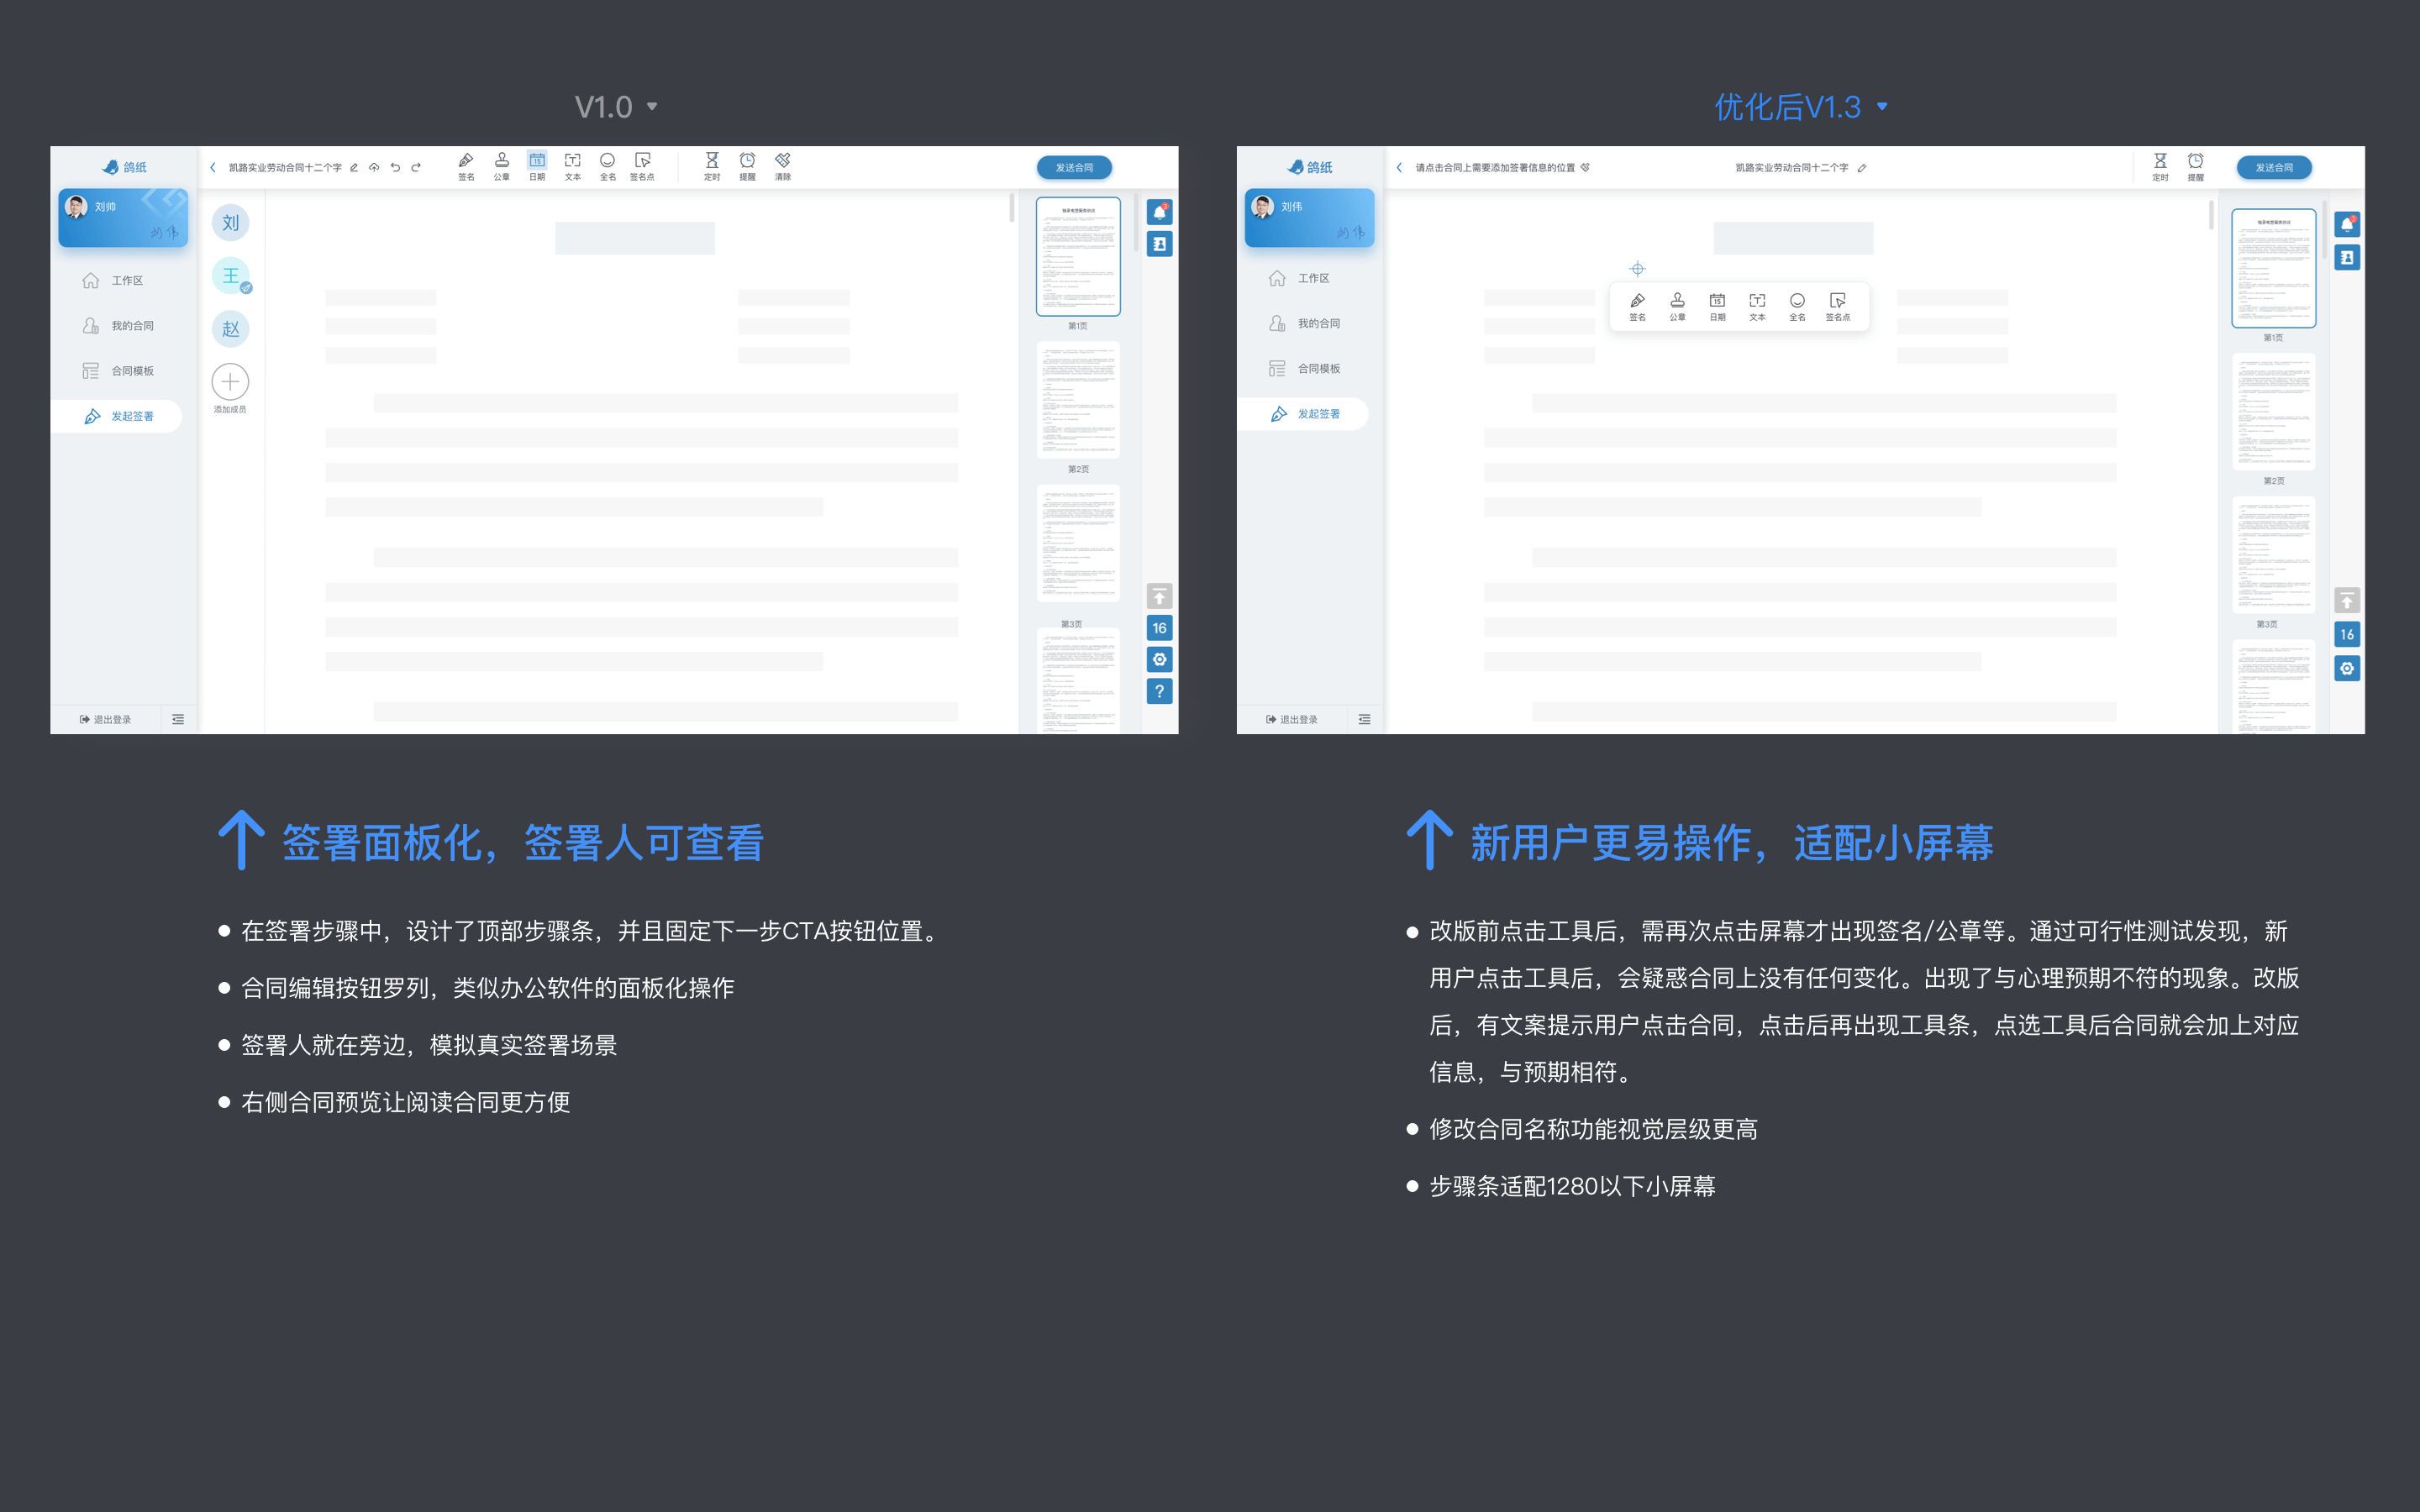 V1.0
优化后V1.3
鸽纸
刘帅
工作区
我的合同
合同模板
发起签署
退出登录
凯路实业劳动合同十二个字
签名
公章
15
日期
文本
全名
签名点
定时
提醒
清除
发送合同
刘
王
赵
添加成员
第1页
第2页
第3页
16
?
鸽纸
刘伟
工作区
我的合同
合同模板
发起签署
退出登录
请点击合同上需要添加签署信息的位置
凯路实业劳动合同十二个字
定时
提醒
发送合同
签名
公章
15
日期
文本
全名
签名点
第1页
第2页
第3页
16
签署面板化，签署人可查看
在签署步骤中，设计了顶部步骤条，并且固定下一步CTA按钮位置。
合同编辑按钮罗列，类似办公软件的面板化操作
签署人就在旁边，模拟真实签署场景
右侧合同预览让阅读合同更方便
新用户更易操作，适配小屏幕
改版前点击工具后，需再次点击屏幕才出现签名/公章等。通过可行性测试发现，新
用户点击工具后，会疑惑合同上没有任何变化。出现了与心理预期不符的现象。改版
后，有文案提示用户点击合同，点击后再出现工具条，点选工具后合同就会加上对应
信息，与预期相符。
修改合同名称功能视觉层级更高
步骤条适配1280以下小屏幕